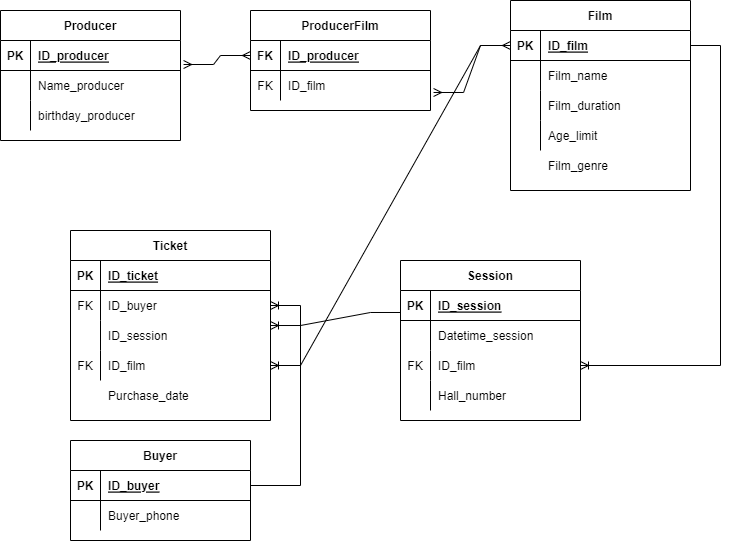 Producer
PK ID_producer
Name_producer
birthday_producer
ProducerFilm
FK ID_producer
FK ID_film
Film
PK ID_film
Film_name
Film_duration
Age_limit
Film_genre
Ticket
PK ID_ticket
FK ID_buyer
ID_session
FK ID_film
Purchase_date
Session
PK ID_session
Datetime_session
FK ID_film
Hall_number
Buyer
PK ID_buyer
Buyer_phone